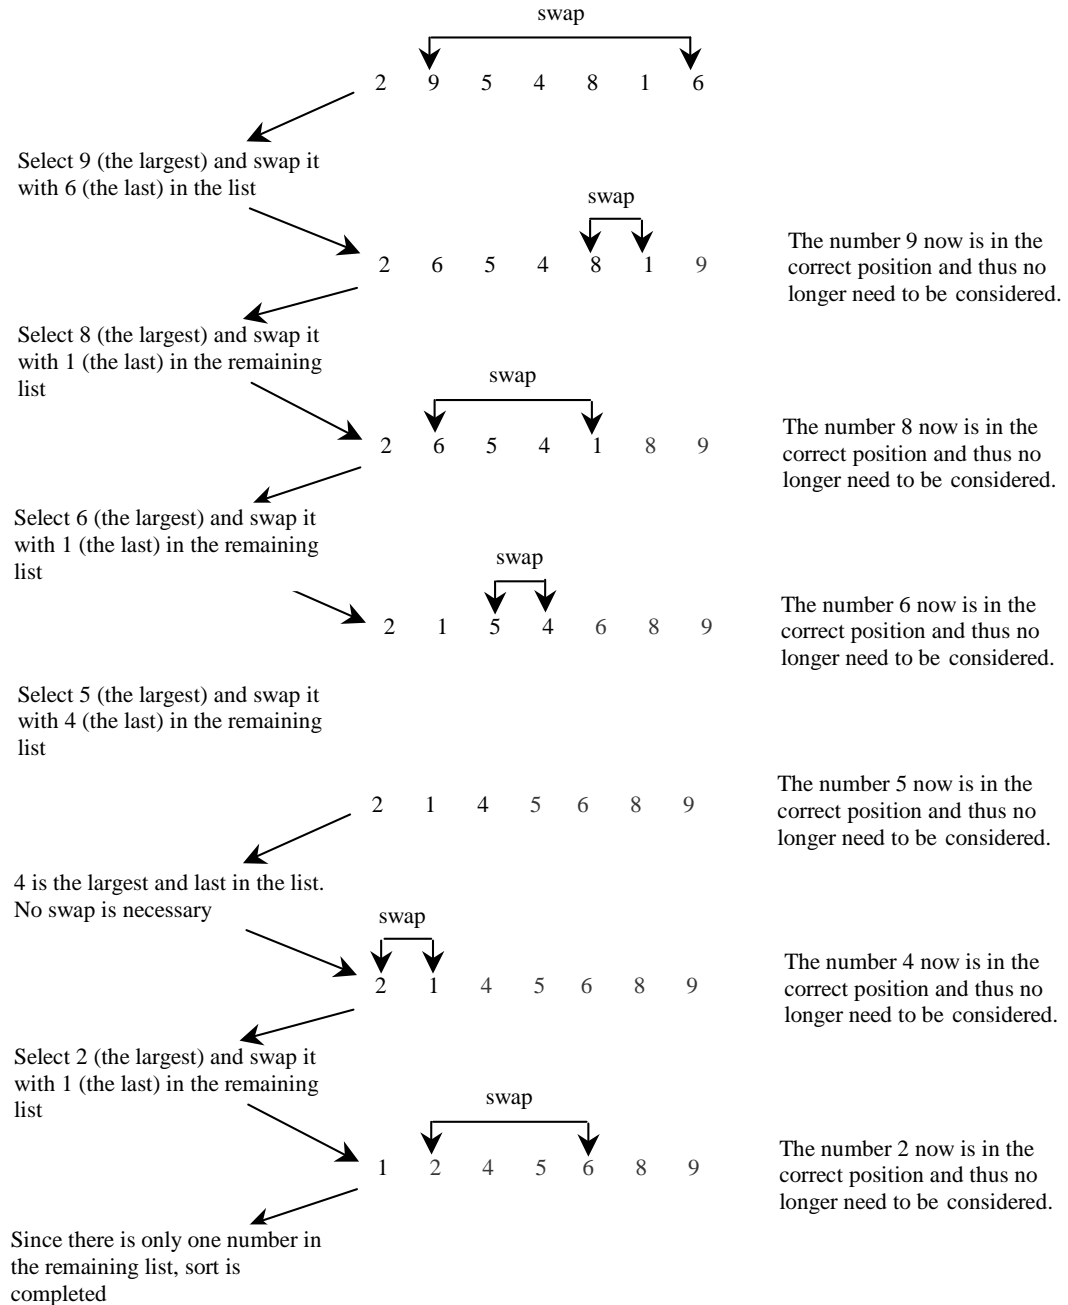 swap
2 9 5 4 8 1 6
Select 9 (the largest) and swap it
with 6 (the last) in the list
swap
2 6 5 4 8 1 9
The number 9 now is in the
correct position and thus no
longer need to be considered.
Select 8 (the largest) and swap it
with 1 (the last) in the remaining
list
swap
2 6 5 4 1 8 9
The number 8 now is in the
correct position and thus no
longer need to be considered.
Select 6 (the largest) and swap it
with 1 (the last) in the remaining
list
swap
2 1 5 4 6 8 9
The number 6 now is in the
correct position and thus no
longer need to be considered.
Select 5 (the largest) and swap it
with 4 (the last) in the remaining
list
2 1 4 5 6 8 9
The number 5 now is in the
correct position and thus no
longer need to be considered.
4 is the largest and last in the list.
No swap is necessary
swap
2 1 4 5 6 8 9
The number 4 now is in the
correct position and thus no
longer need to be considered.
Select 2 (the largest) and swap it
with 1 (the last) in the remaining
list
swap
1 2 4 5 6 8 9
The number 2 now is in the
correct position and thus no
longer need to be considered.
Since there is only one number in
the remaining list, sort is
completed